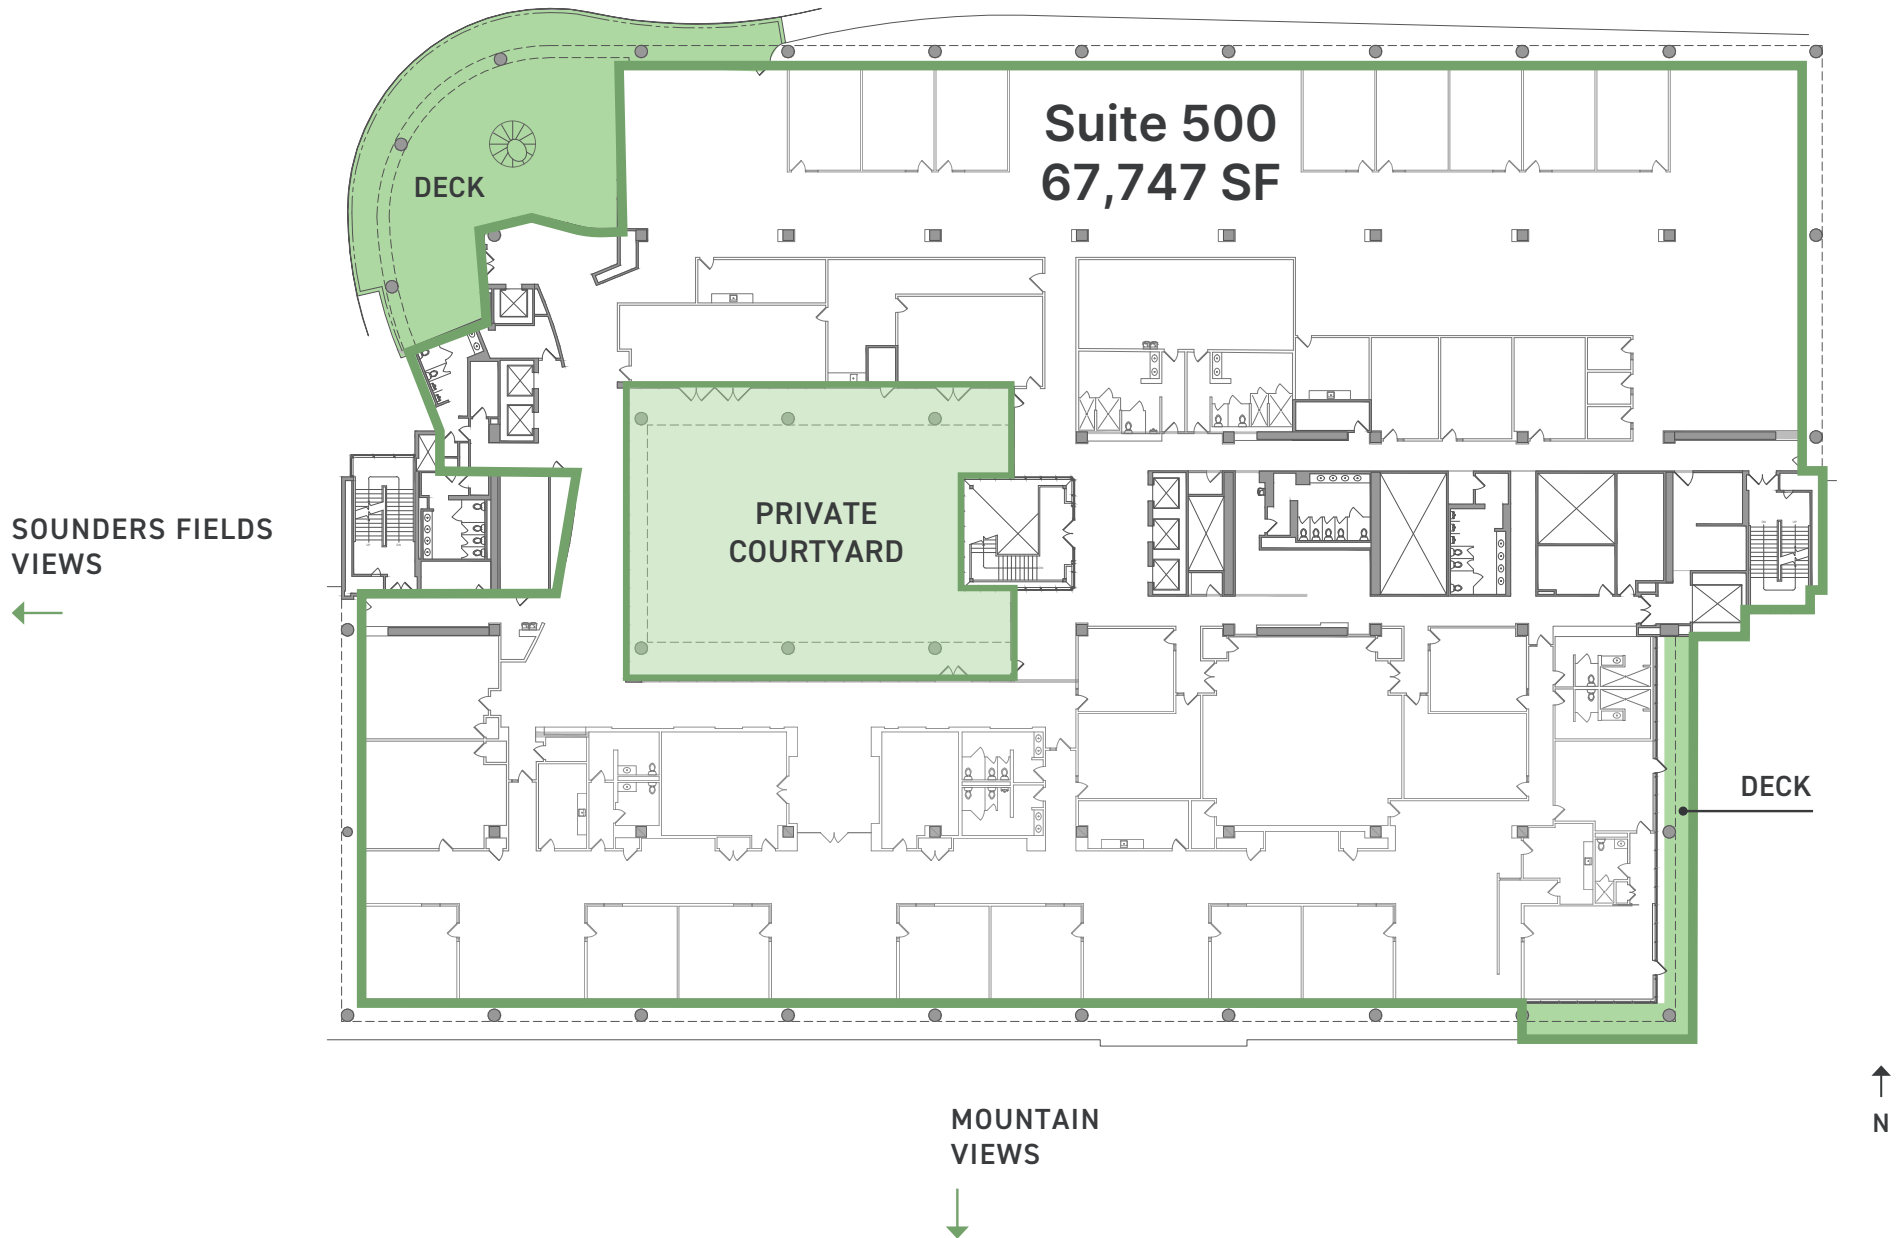 Suite 500
67,747 SF
DECK
PRIVATE
COURTYARD
SOUNDERS FIELDS
VIEWS
DECK
MOUNTAIN
VIEWS
N